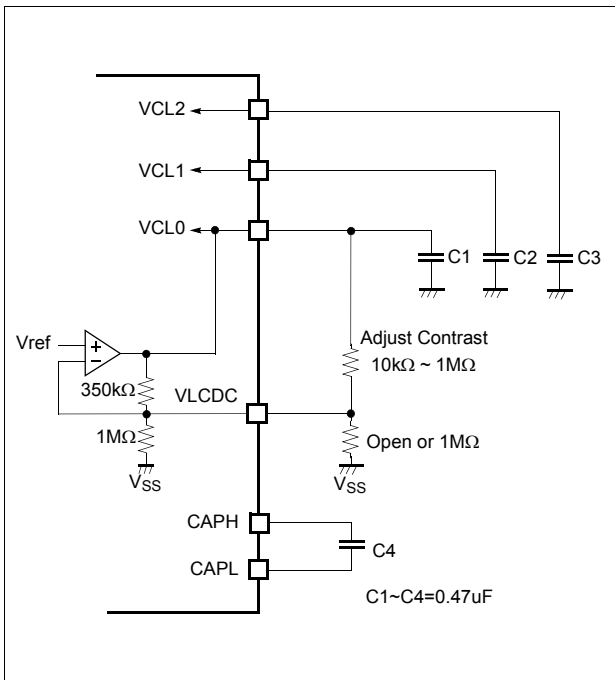 VCL2
VCL1
VCL0
C1
C2
C3
Vref
+
−
Adjust Contrast
10kΩ ~ 1MΩ
350kΩ
VLCDC
1MΩ
Open or 1MΩ
VSS
VSS
CAPH
C4
CAPL
C1~C4=0.47uF